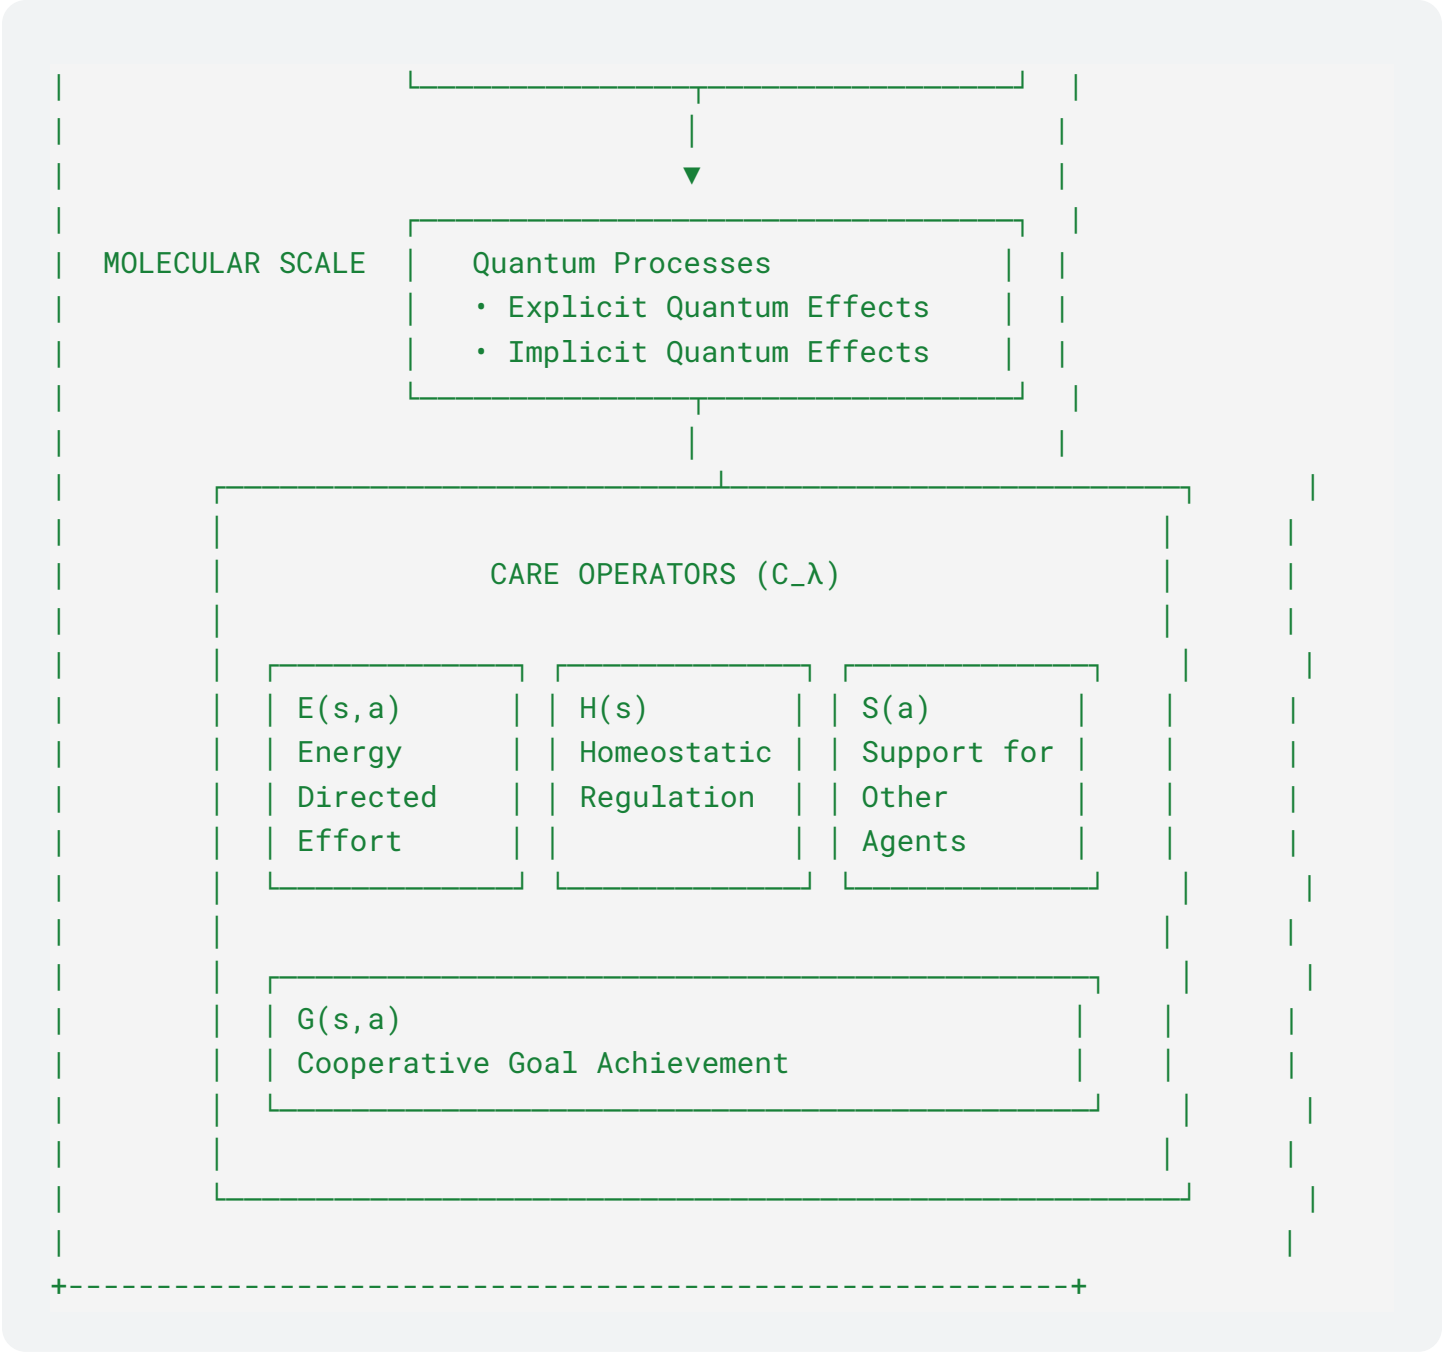 MOLECULAR SCALE
Quantum Processes
• Explicit Quantum Effects
• Implicit Quantum Effects
CARE OPERATORS (C_λ)
E(s,a)
Energy
Directed
Effort
H(s)
Homeostatic
Regulation
S(a)
Support for
Other
Agents
G(s,a)
Cooperative Goal Achievement